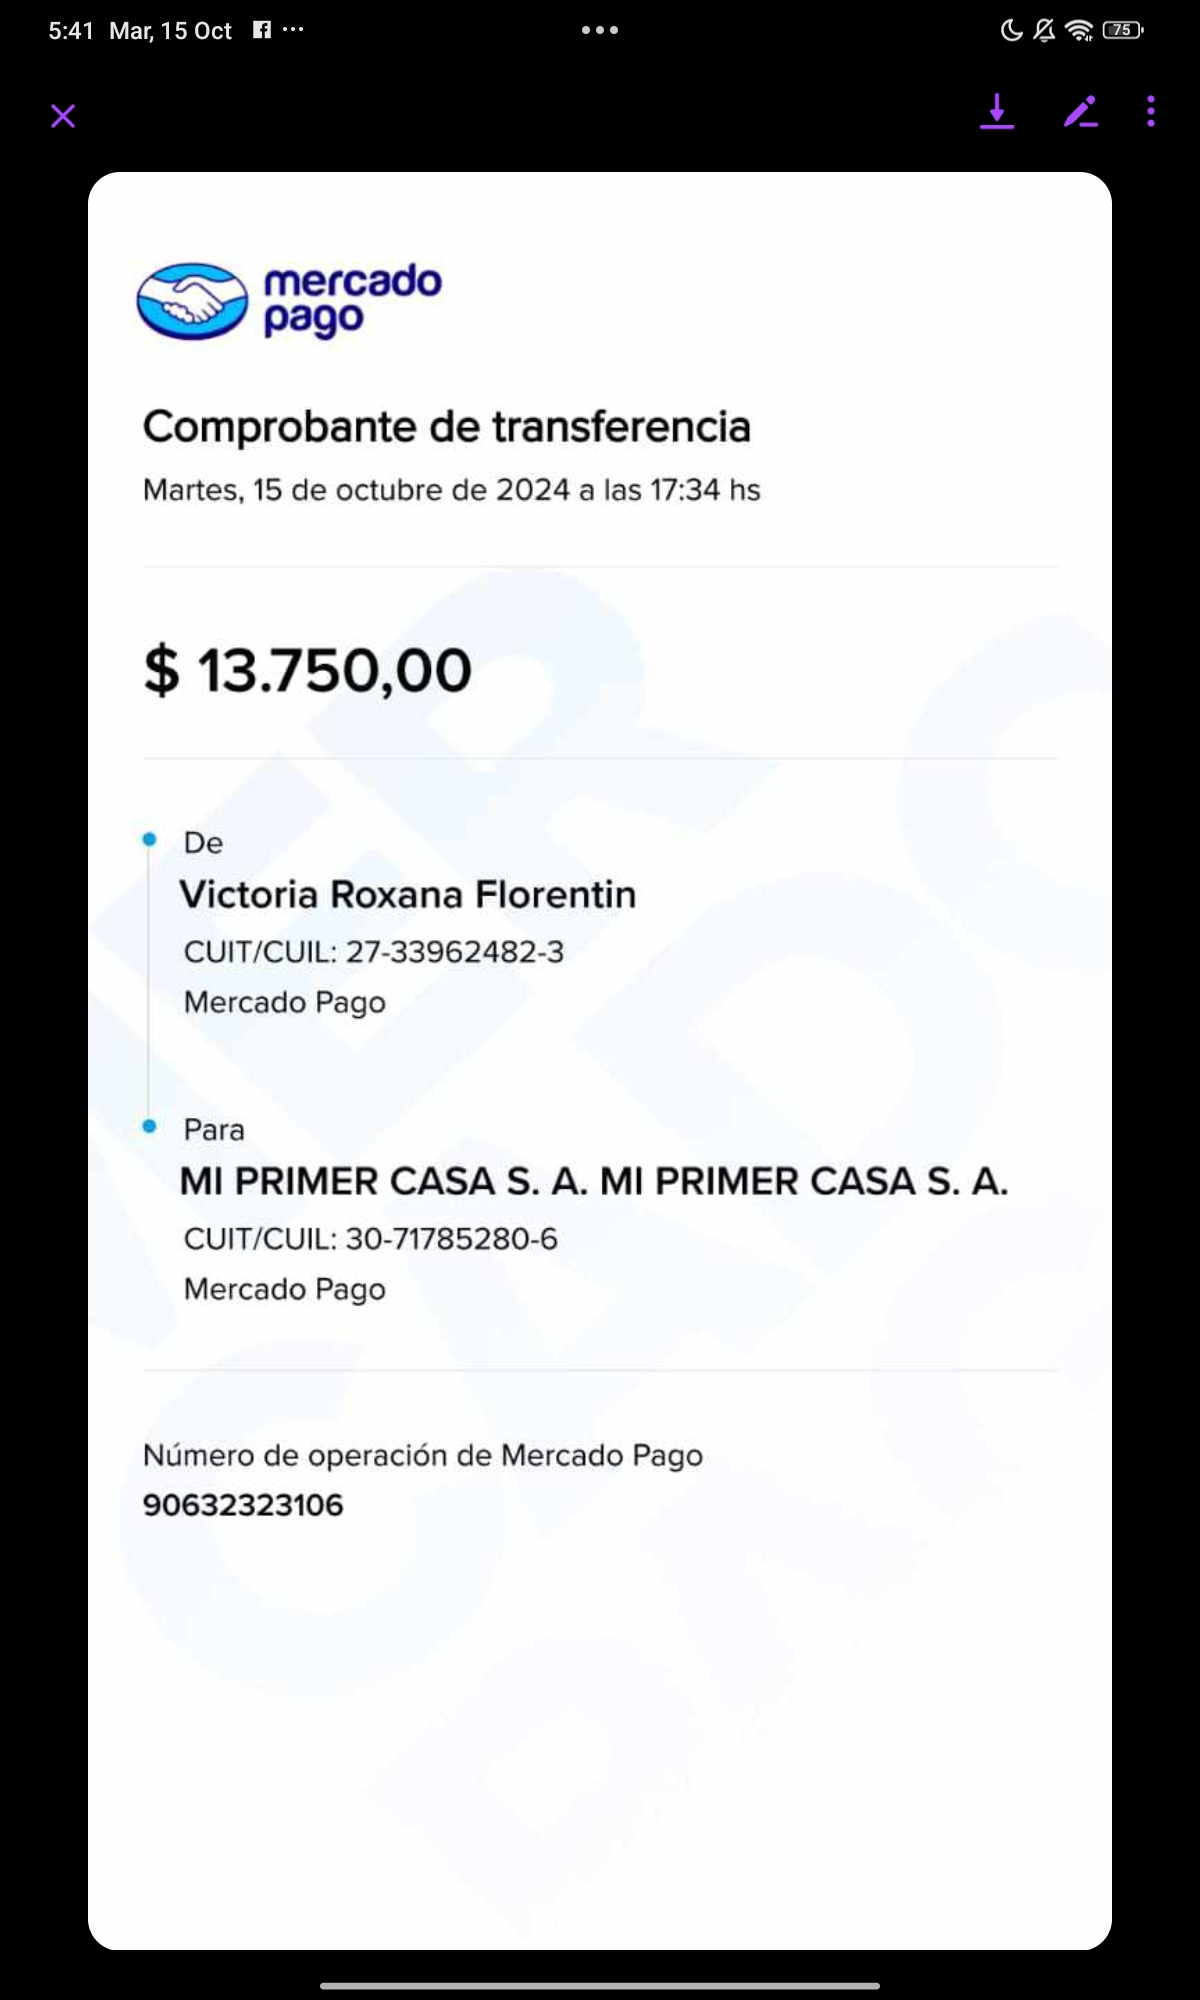 5:41 Mar, 15 Oct
75
mercado
pago
Comprobante de transferencia
Martes, 15 de octubre de 2024 a las 17:34 hs
$ 13.750,00
De
Victoria Roxana Florentin
CUIT/CUIL: 27-33962482-3
Mercado Pago
Para
MI PRIMER CASA S. A. MI PRIMER CASA S. A.
CUIT/CUIL: 30-71785280-6
Mercado Pago
Número de operación de Mercado Pago
90632323106